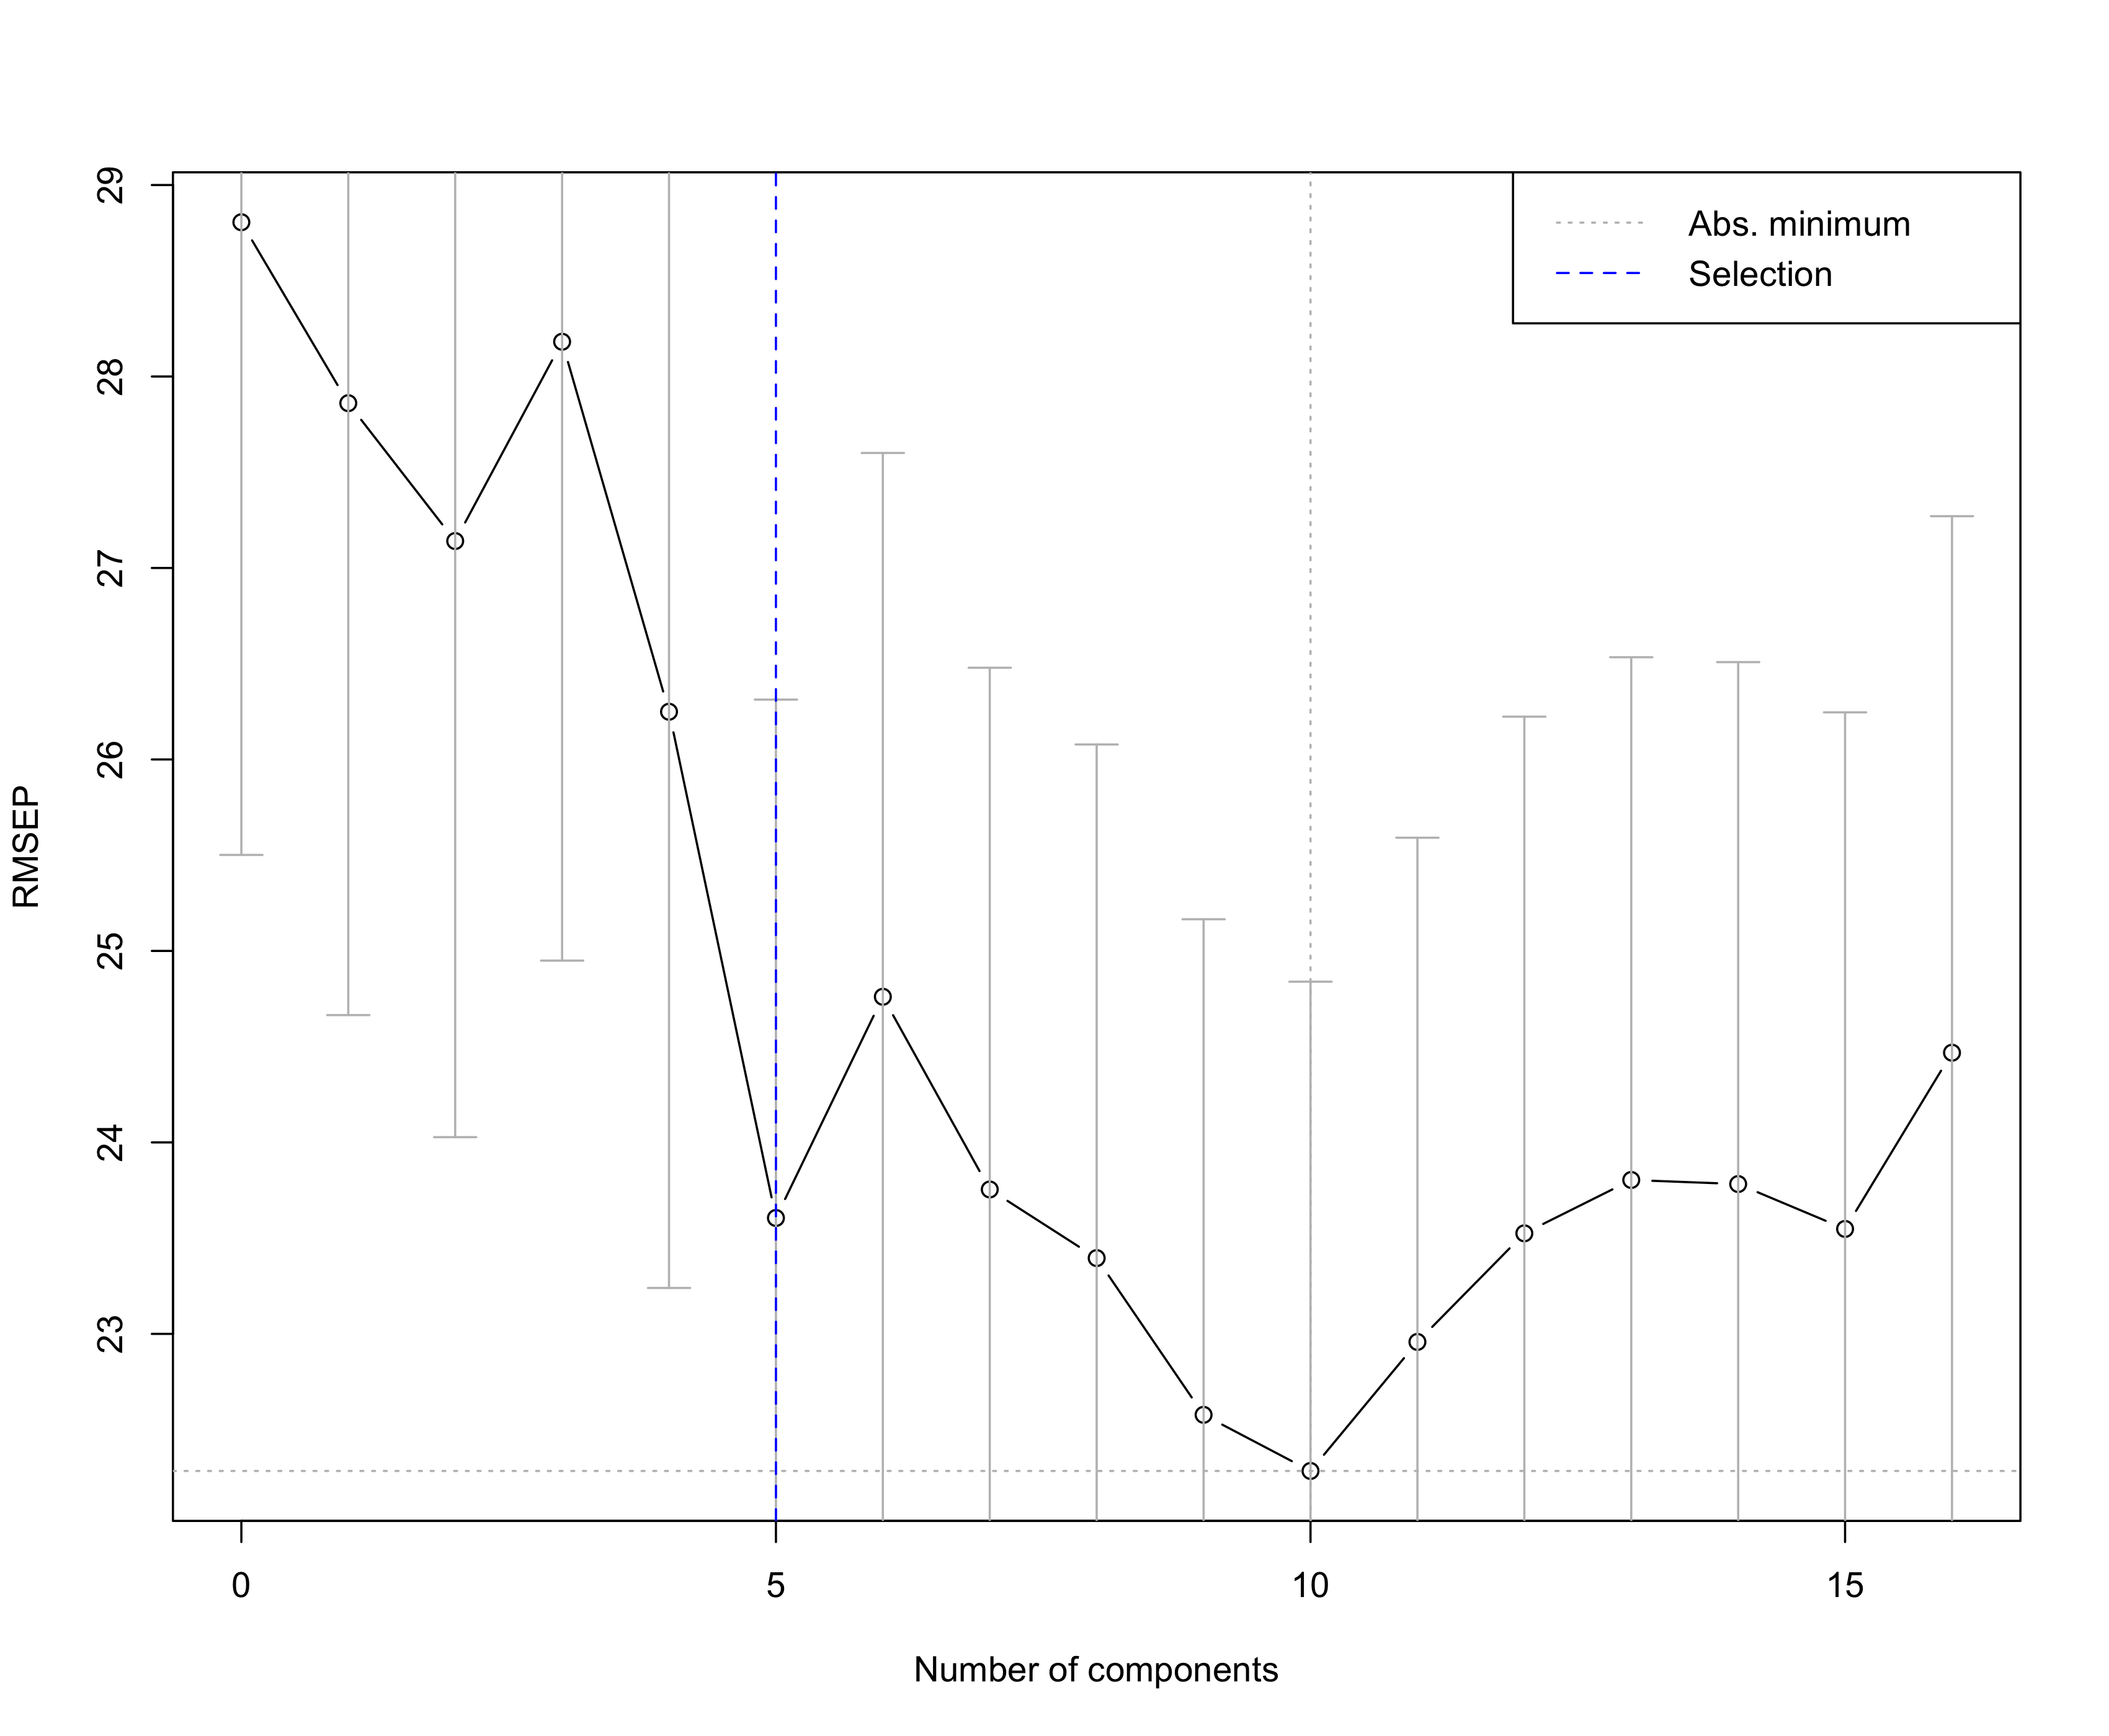 Abs. minimum
Selection
29
28
27
26
25
24
23
RMSEP
0 5 10 15
Number of components